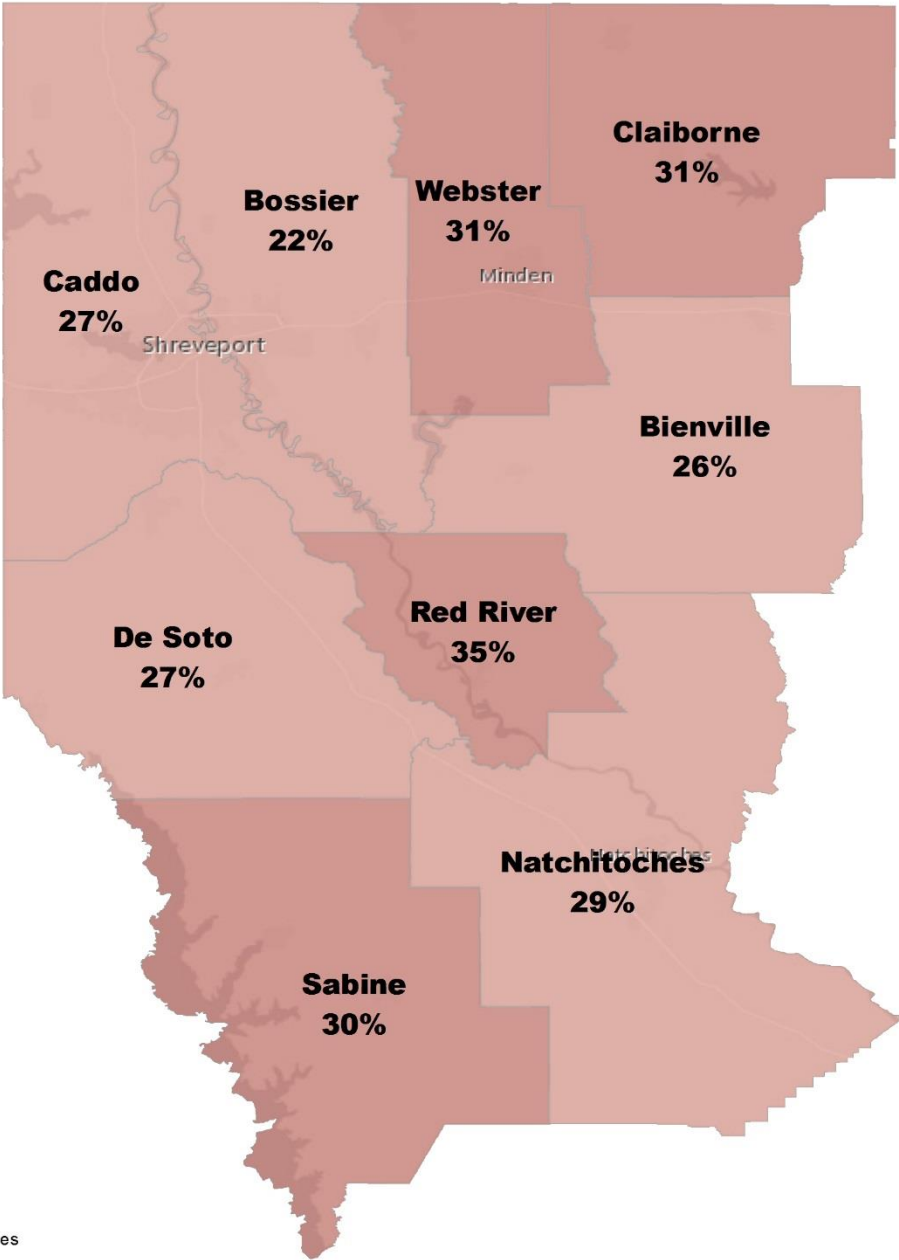 Claiborne
31%
Webster
31%
Bossier
22%
Minden
Caddo
27%
Shreveport
Bienville
26%
Red River
35%
De Soto
27%
Natchitoches
Natchitoches
29%
Sabine
30%
es